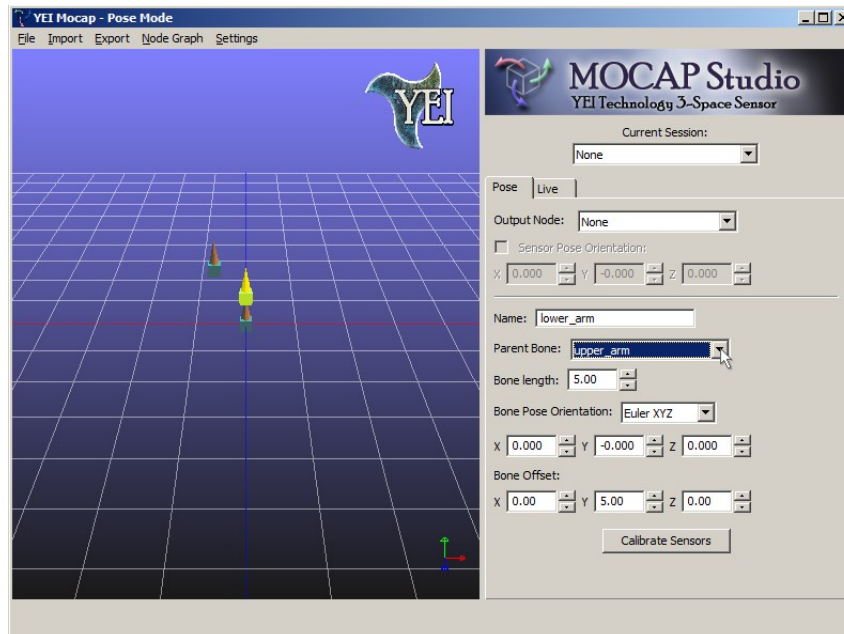 YEI Mocap - Pose Mode
File Import Export Node Graph Settings
YEI
MOCAP Studio
YEI Technology 3-Space Sensor
Current Session:
None
Pose Live
Output Node: None
Sensor Pose Orientation:
X 0.000 Y -0.000 Z 0.000
Name: lower_arm
Parent Bone: upper_arm
Bone length: 5.00
Bone Pose Orientation: Euler XYZ
X 0.000 Y -0.000 Z 0.000
Bone Offset:
X 0.00 Y 5.00 Z 0.00
Calibrate Sensors